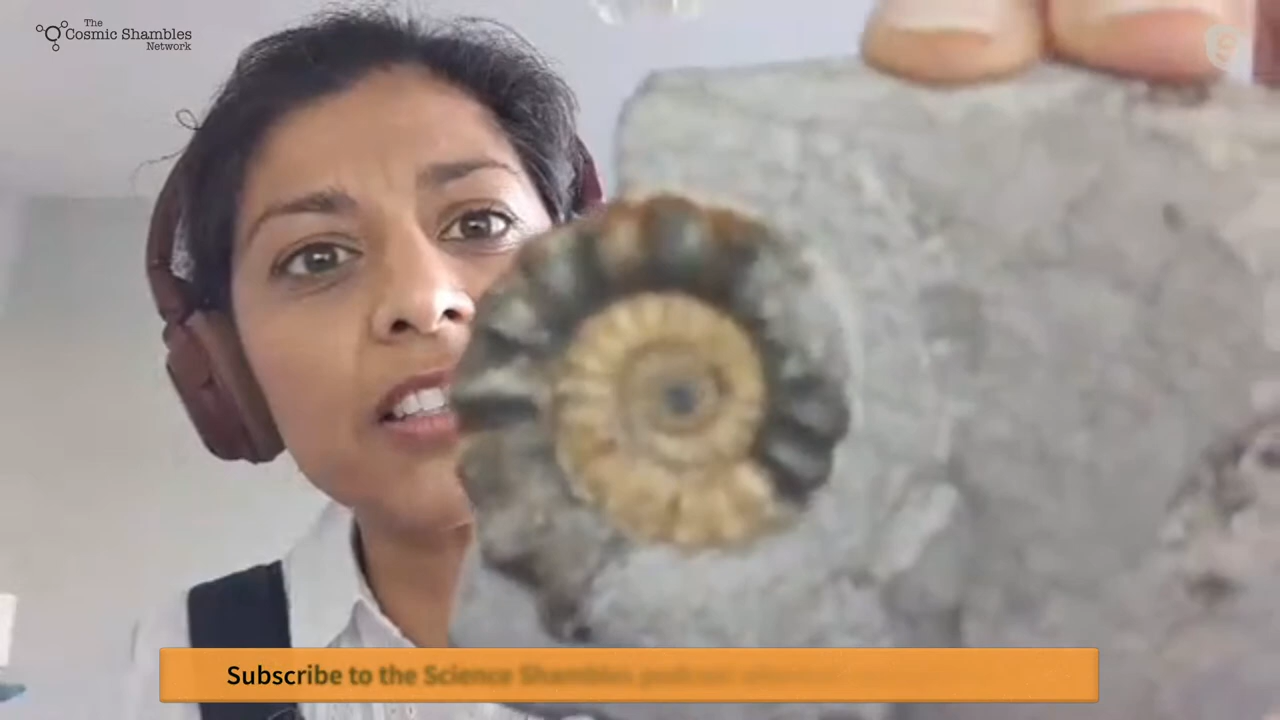 The
Cosmic Shambles
Network
Subscribe to the Science Shambles